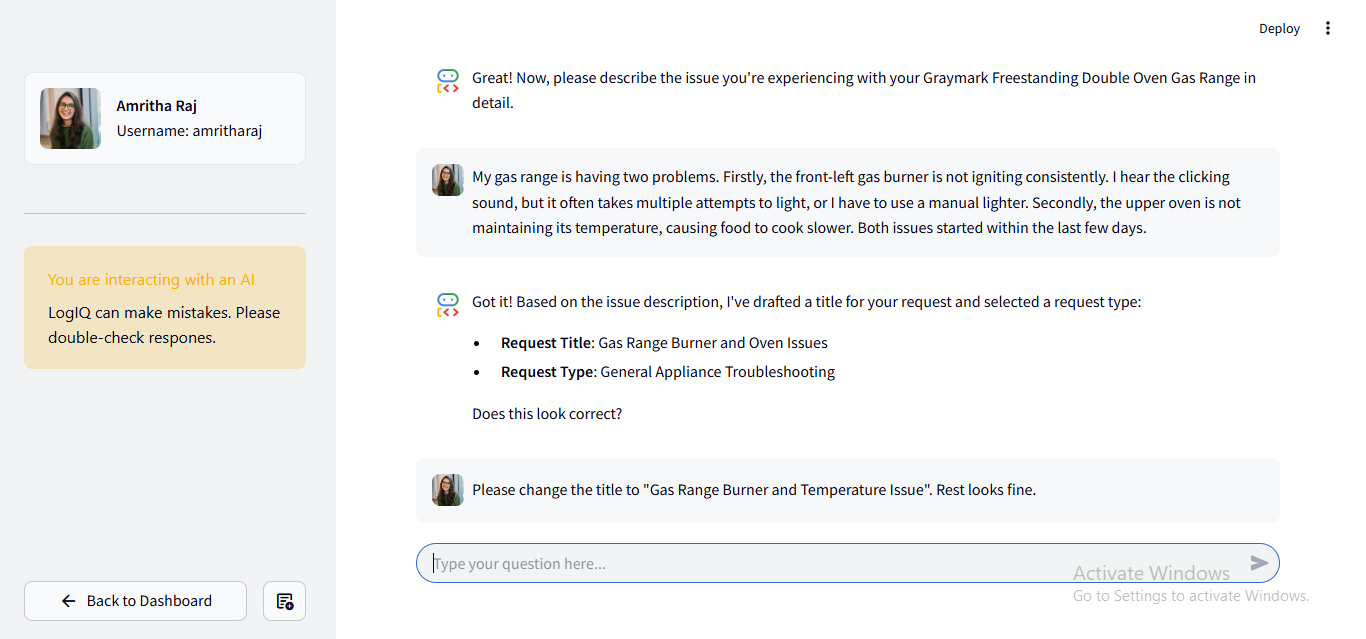 Deploy
Amritha Raj
Username: amritharaj
You are interacting with an AI
LogIQ can make mistakes. Please
double-check respones.
Back to Dashboard
Great! Now, please describe the issue you're experiencing with your Graymark Freestanding Double Oven Gas Range in
detail.
My gas range is having two problems. Firstly, the front-left gas burner is not igniting consistently. I hear the clicking
sound, but it often takes multiple attempts to light, or I have to use a manual lighter. Secondly, the upper oven is not
maintaining its temperature, causing food to cook slower. Both issues started within the last few days.
Got it! Based on the issue description, I've drafted a title for your request and selected a request type:
• Request Title: Gas Range Burner and Oven Issues
• Request Type: General Appliance Troubleshooting
Does this look correct?
Please change the title to "Gas Range Burner and Temperature Issue". Rest looks fine.
Type your question here...
Activate Windows
Go to Settings to activate Windows.